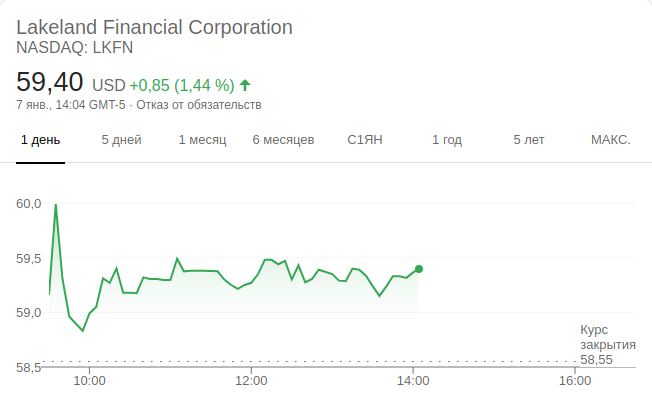 Lakeland Financial Corporation
NASDAQ: LKFN
59,40 USD +0,85 (1,44 %)
7 янв., 14:04 GMT-5 · Отказ от обязательств
1 день 5 дней 1 месяц 6 месяцев С1ЯН 1 год 5 лет МАКС.
60,0
59,5
59,0
Курс
закрытия
58,55
58,5
10:00 12:00 14:00 16:00